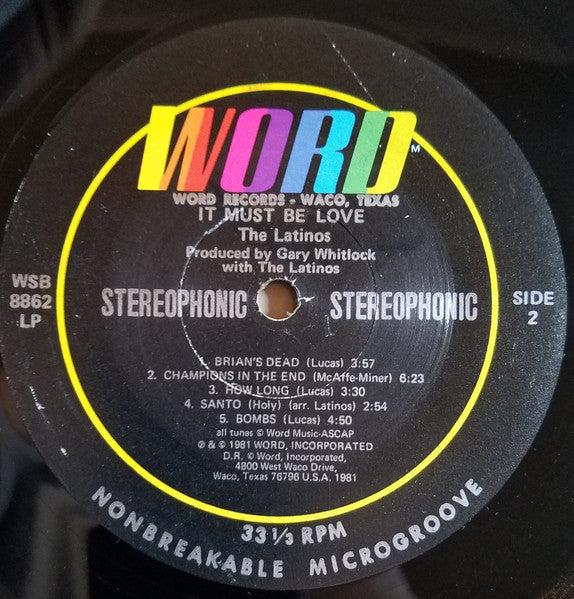 WORD
TM
WORD RECORDS - WACO, TEXAS
IT MUST BE LOVE
The Latinos
Produced by Gary Whitlock
with The Latinos
WSB
8862
LP
STEREOPHONIC
STEREOPHONIC
SIDE
2
1. BRIAN'S DEAD (Lucas) 3:57
2. CHAMPIONS IN THE END (McAffe-Miner) 6:23
3. HOW LONG (Lucas) 3:30
4. SANTO (Holy) (arr. Latinos) 2:54
5. BOMBS (Lucas) 4:50
all tunes © Word Music-ASCAP
℗ & © 1981 WORD, INCORPORATED
D.R. © Word, Incorporated,
4800 West Waco Drive,
Waco, Texas 76796 U.S.A. 1981
33 1/3 RPM
NONBREAKABLE MICROGROOVE